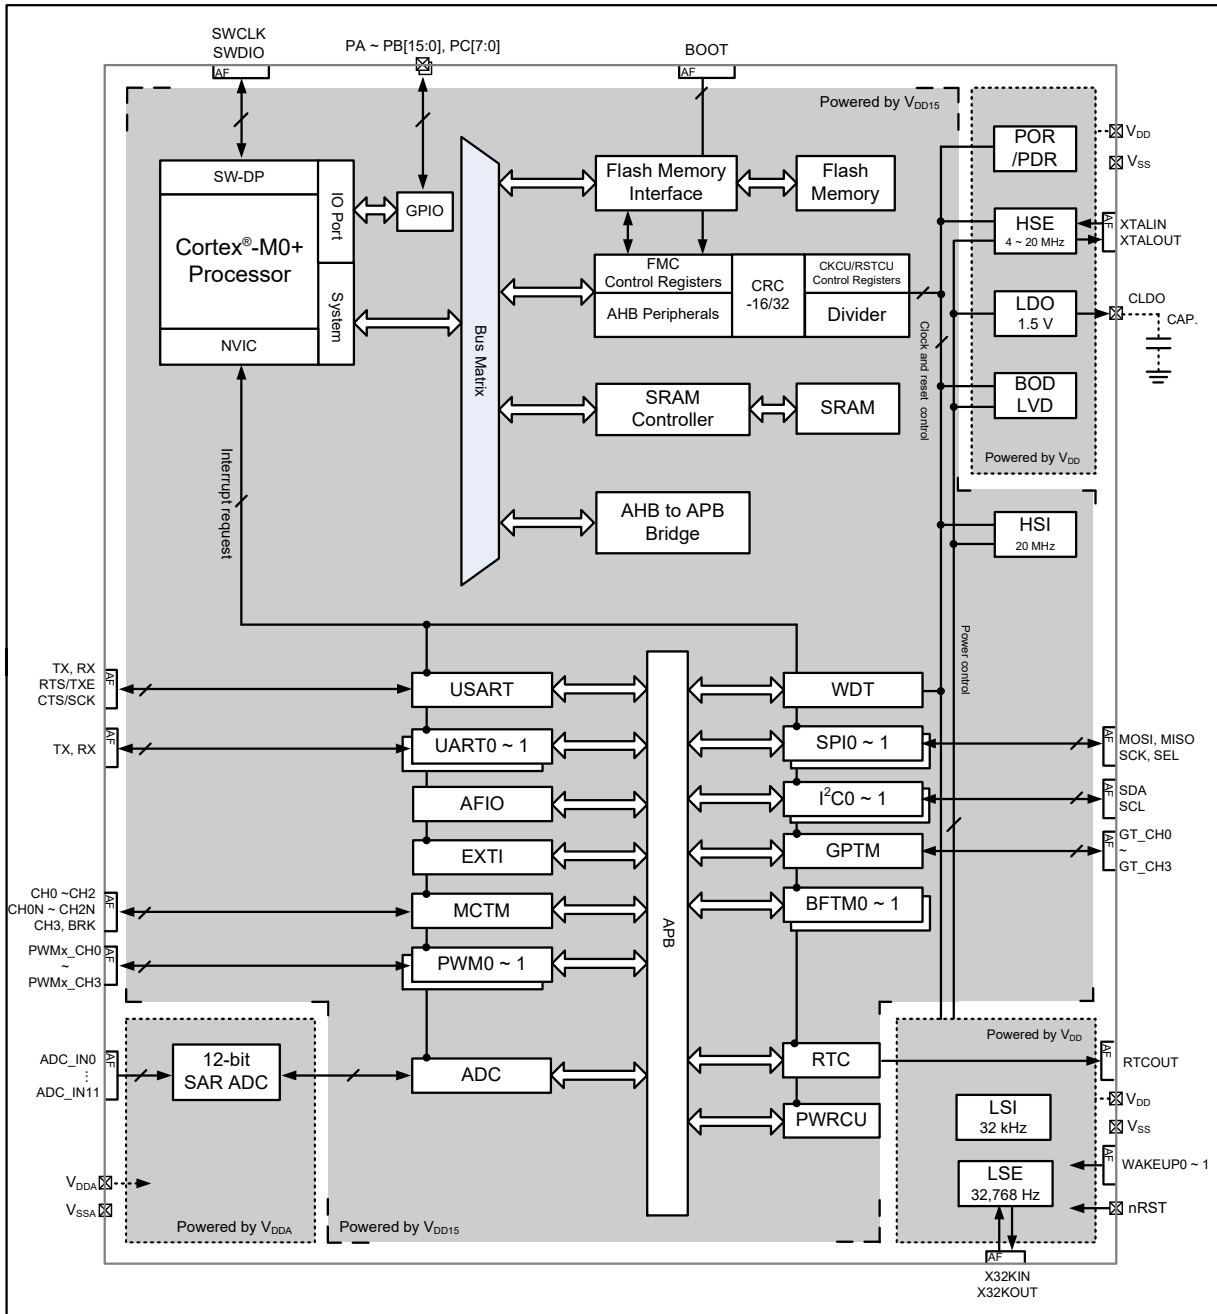 SWCLK
SWDIO
PA ~ PB[15:0], PC[7:0]
BOOT
AF
AF
Powered by VDD15
POR
/PDR
VDD
VSS
SW-DP
IO Port
GPIO
Flash Memory
Interface
Flash
Memory
Cortex®-M0+
Processor
HSE
4 ~ 20 MHz
AF
XTALIN
XTALOUT
System
FMC
Control Registers
CRC
-16/32
CKCU/RSTCU
Control Registers
AHB Peripherals
Divider
LDO
1.5 V
CLDO
CAP.
NVIC
Bus Matrix
Clock and reset control
SRAM
Controller
SRAM
BOD
LVD
Powered by VDD
Interrupt request
AHB to APB
Bridge
HSI
20 MHz
Power control
TX, RX
RTS/TXE
CTS/SCK
AF
USART
WDT
TX, RX
AF
UART0 ~ 1
SPI0 ~ 1
AF
MOSI, MISO
SCK, SEL
AFIO
I²C0 ~ 1
AF
SDA
SCL
EXTI
GPTM
AF
GT_CH0
~
GT_CH3
CH0 ~CH2
CH0N ~ CH2N
CH3, BRK
AF
MCTM
APB
BFTM0 ~ 1
PWMx_CH0
~
PWMx_CH3
AF
PWM0 ~ 1
Powered by VDD
ADC_IN0
⋮
ADC_IN11
AF
12-bit
SAR ADC
ADC
RTC
AF
RTCOUT
LSI
32 kHz
VDD
VSS
PWRCU
LSE
32,768 Hz
AF
WAKEUP0 ~ 1
VDDA
VSSA
nRST
Powered by VDDA
Powered by VDD15
AF
X32KIN
X32KOUT